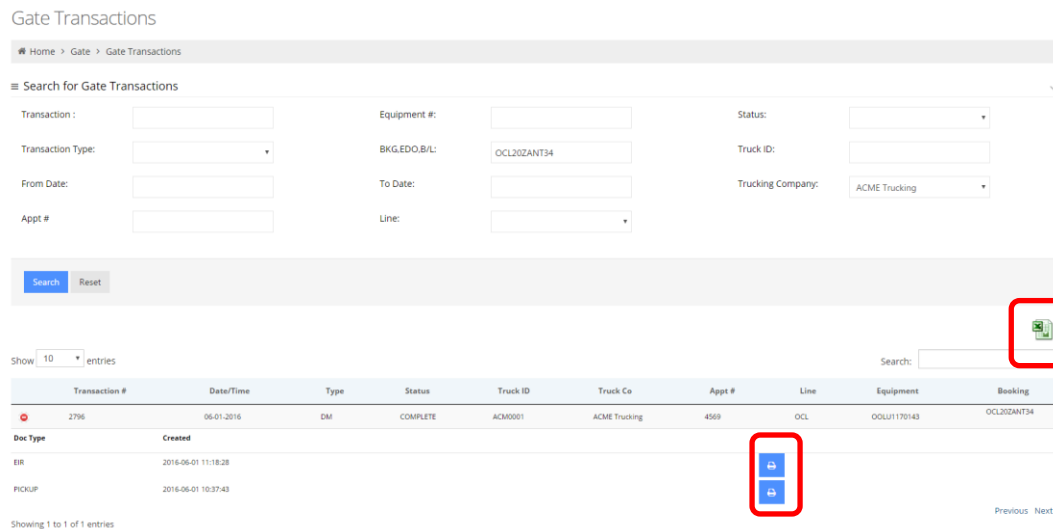 Gate Transactions
Home > Gate > Gate Transactions
Search for Gate Transactions
Transaction : Equipment #: Status:
Transaction Type: BKG,EDO,B/L: OCL20ZANT34 Truck ID:
From Date: To Date: Trucking Company: ACME Trucking
Appt # Line:
Search Reset
Show 10 entries Search:
Transaction # Date/Time Type Status Truck ID Truck Co Appt # Line Equipment Booking
2796 06-01-2016 DM COMPLETE ACM0001 ACME Trucking 4569 OCL OOLU1170143 OCL20ZANT34
Doc Type Created
EIR 2016-06-01 11:18:28
PICKUP 2016-06-01 10:37:43
Previous Next
Showing 1 to 1 of 1 entries